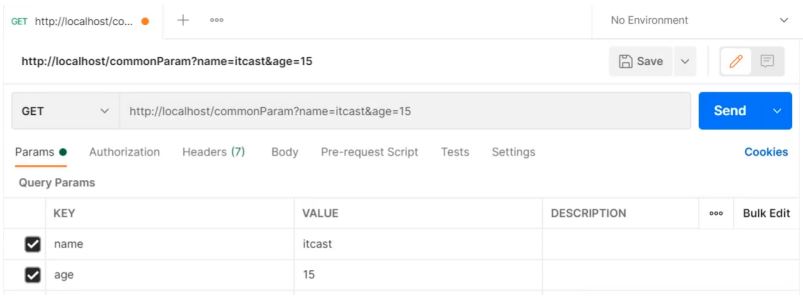 GET http://localhost/co... No Environment
http://localhost/commonParam?name=itcast&age=15 Save
GET http://localhost/commonParam?name=itcast&age=15 Send
Params Authorization Headers (7) Body Pre-request Script Tests Settings Cookies
Query Params
KEY VALUE DESCRIPTION Bulk Edit
name itcast
age 15